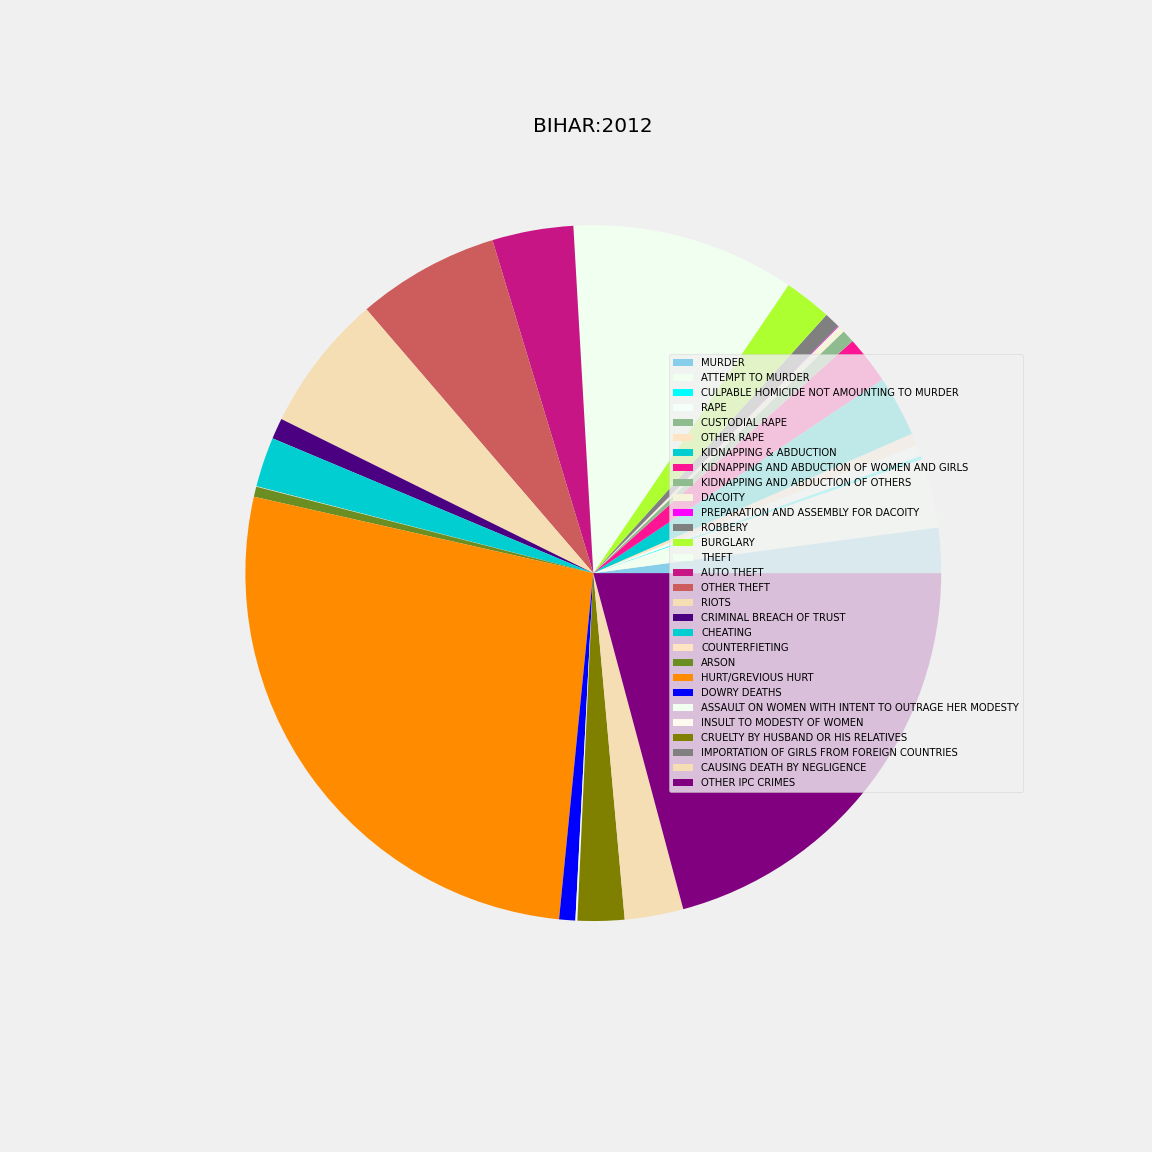 BIHAR:2012
MURDER
ATTEMPT TO MURDER
CULPABLE HOMICIDE NOT AMOUNTING TO MURDER
RAPE
CUSTODIAL RAPE
OTHER RAPE
KIDNAPPING & ABDUCTION
KIDNAPPING AND ABDUCTION OF WOMEN AND GIRLS
KIDNAPPING AND ABDUCTION OF OTHERS
DACOITY
PREPARATION AND ASSEMBLY FOR DACOITY
ROBBERY
BURGLARY
THEFT
AUTO THEFT
OTHER THEFT
RIOTS
CRIMINAL BREACH OF TRUST
CHEATING
COUNTERFIETING
ARSON
HURT/GREVIOUS HURT
DOWRY DEATHS
ASSAULT ON WOMEN WITH INTENT TO OUTRAGE HER MODESTY
INSULT TO MODESTY OF WOMEN
CRUELTY BY HUSBAND OR HIS RELATIVES
IMPORTATION OF GIRLS FROM FOREIGN COUNTRIES
CAUSING DEATH BY NEGLIGENCE
OTHER IPC CRIMES